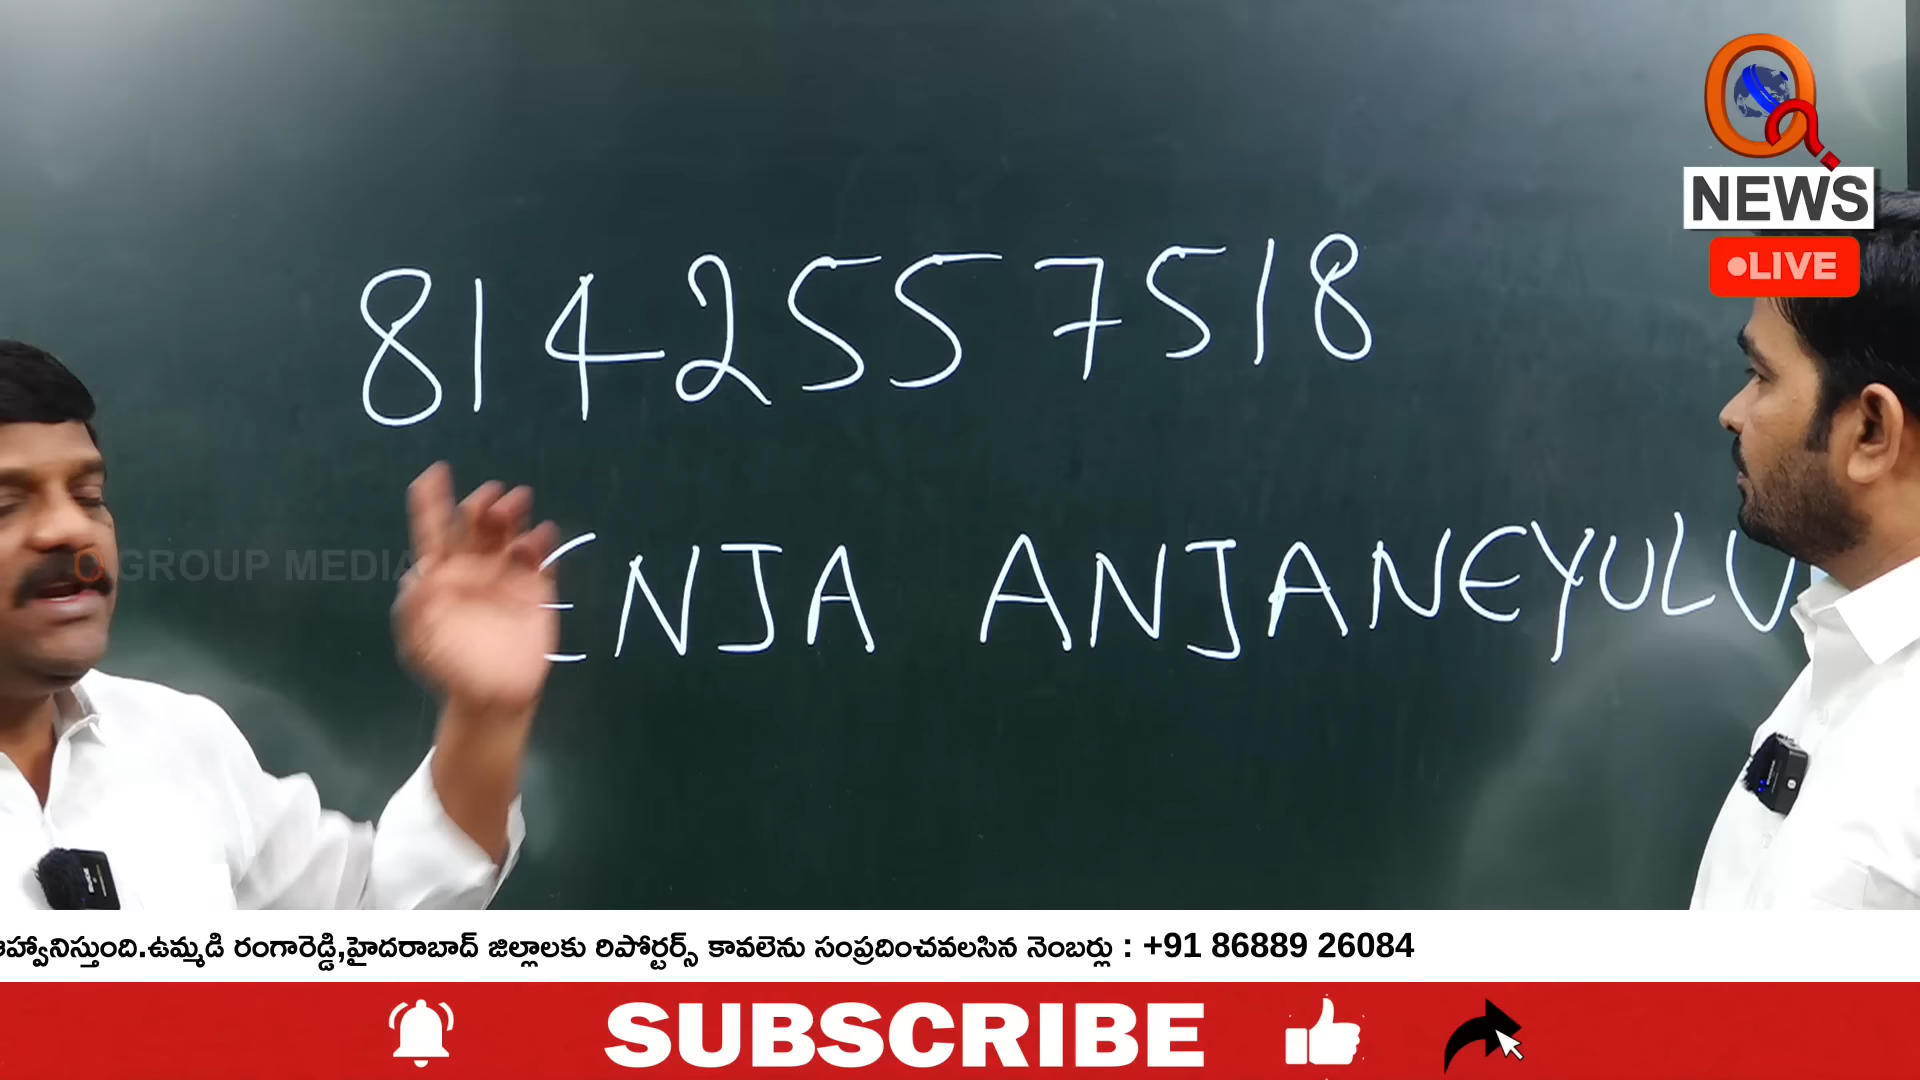 NEWS
LIVE
8142557518
ENJA ANJANEYULU
Q GROUP MEDIA
ఆహ్వానిస్తుంది.ఉమ్మడి రంగారెడ్డి,హైదరాబాద్ జిల్లాలకు రిపోర్టర్స్ కావలెను సంప్రదించవలసిన నెంబర్లు : +91 86889 26084
SUBSCRIBE